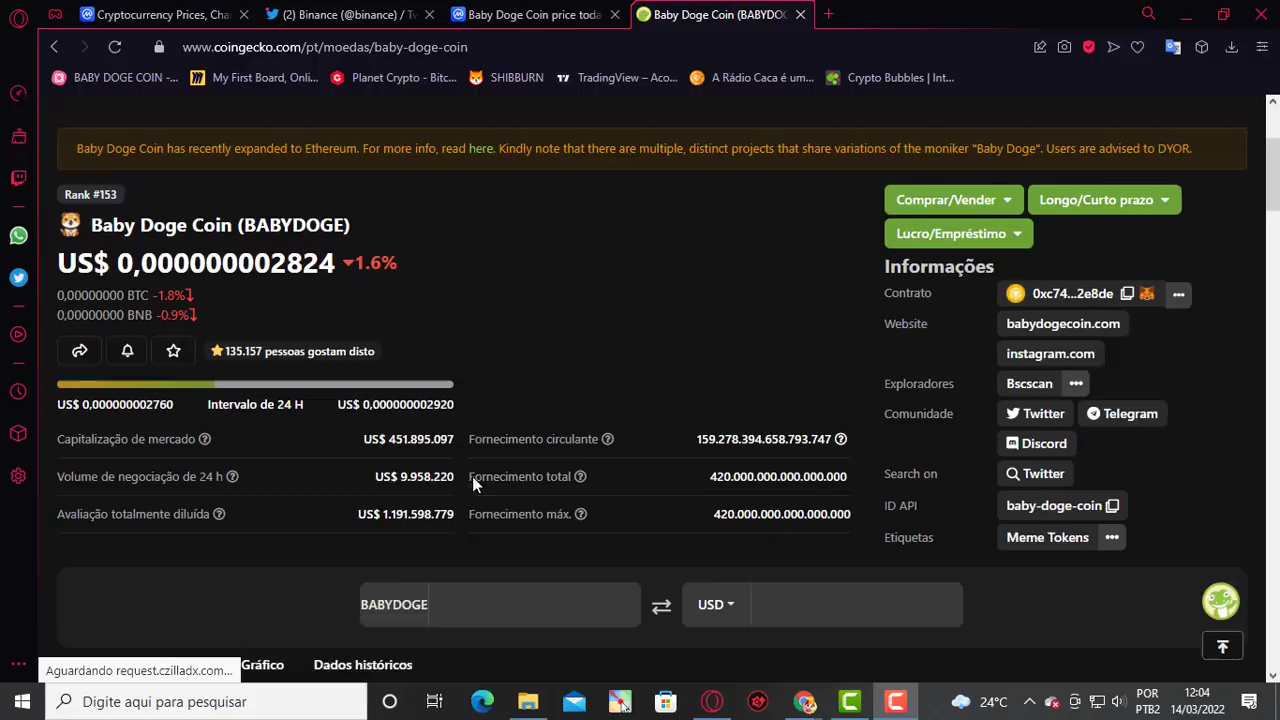 Cryptocurrency Prices, Cha
(2) Binance (@binance) / Tw
Baby Doge Coin price toda
Baby Doge Coin (BABYDO
www.coingecko.com/pt/moedas/baby-doge-coin
BABY DOGE COIN -...
My First Board, Onli...
Planet Crypto - Bitc...
SHIBBURN
TradingView – Aco...
A Rádio Caca é um...
Crypto Bubbles | Int...
Baby Doge Coin has recently expanded to Ethereum. For more info, read here. Kindly note that there are multiple, distinct projects that share variations of the moniker "Baby Doge". Users are advised to DYOR.
Rank #153
Baby Doge Coin (BABYDOGE)
US$ 0,000000002824 1.6%
0,00000000 BTC -1.8%
0,00000000 BNB -0.9%
135.157 pessoas gostam disto
US$ 0,000000002760 Intervalo de 24 H US$ 0,000000002920
Capitalização de mercado US$ 451.895.097
Volume de negociação de 24 h US$ 9.958.220
Avaliação totalmente diluída US$ 1.191.598.779
Fornecimento circulante 159.278.394.658.793.747
Fornecimento total 420.000.000.000.000.000
Fornecimento máx. 420.000.000.000.000.000
Comprar/Vender
Longo/Curto prazo
Lucro/Empréstimo
Informações
Contrato 0xc74...2e8de
Website babydogecoin.com
instagram.com
Exploradores Bscscan
Comunidade Twitter Telegram
Discord
Search on Twitter
ID API baby-doge-coin
Etiquetas Meme Tokens
BABYDOGE
USD
Aguardando request.czilladx.com...
Gráfico
Dados históricos
Digite aqui para pesquisar
24°C
POR
PTB2
12:04
14/03/2022